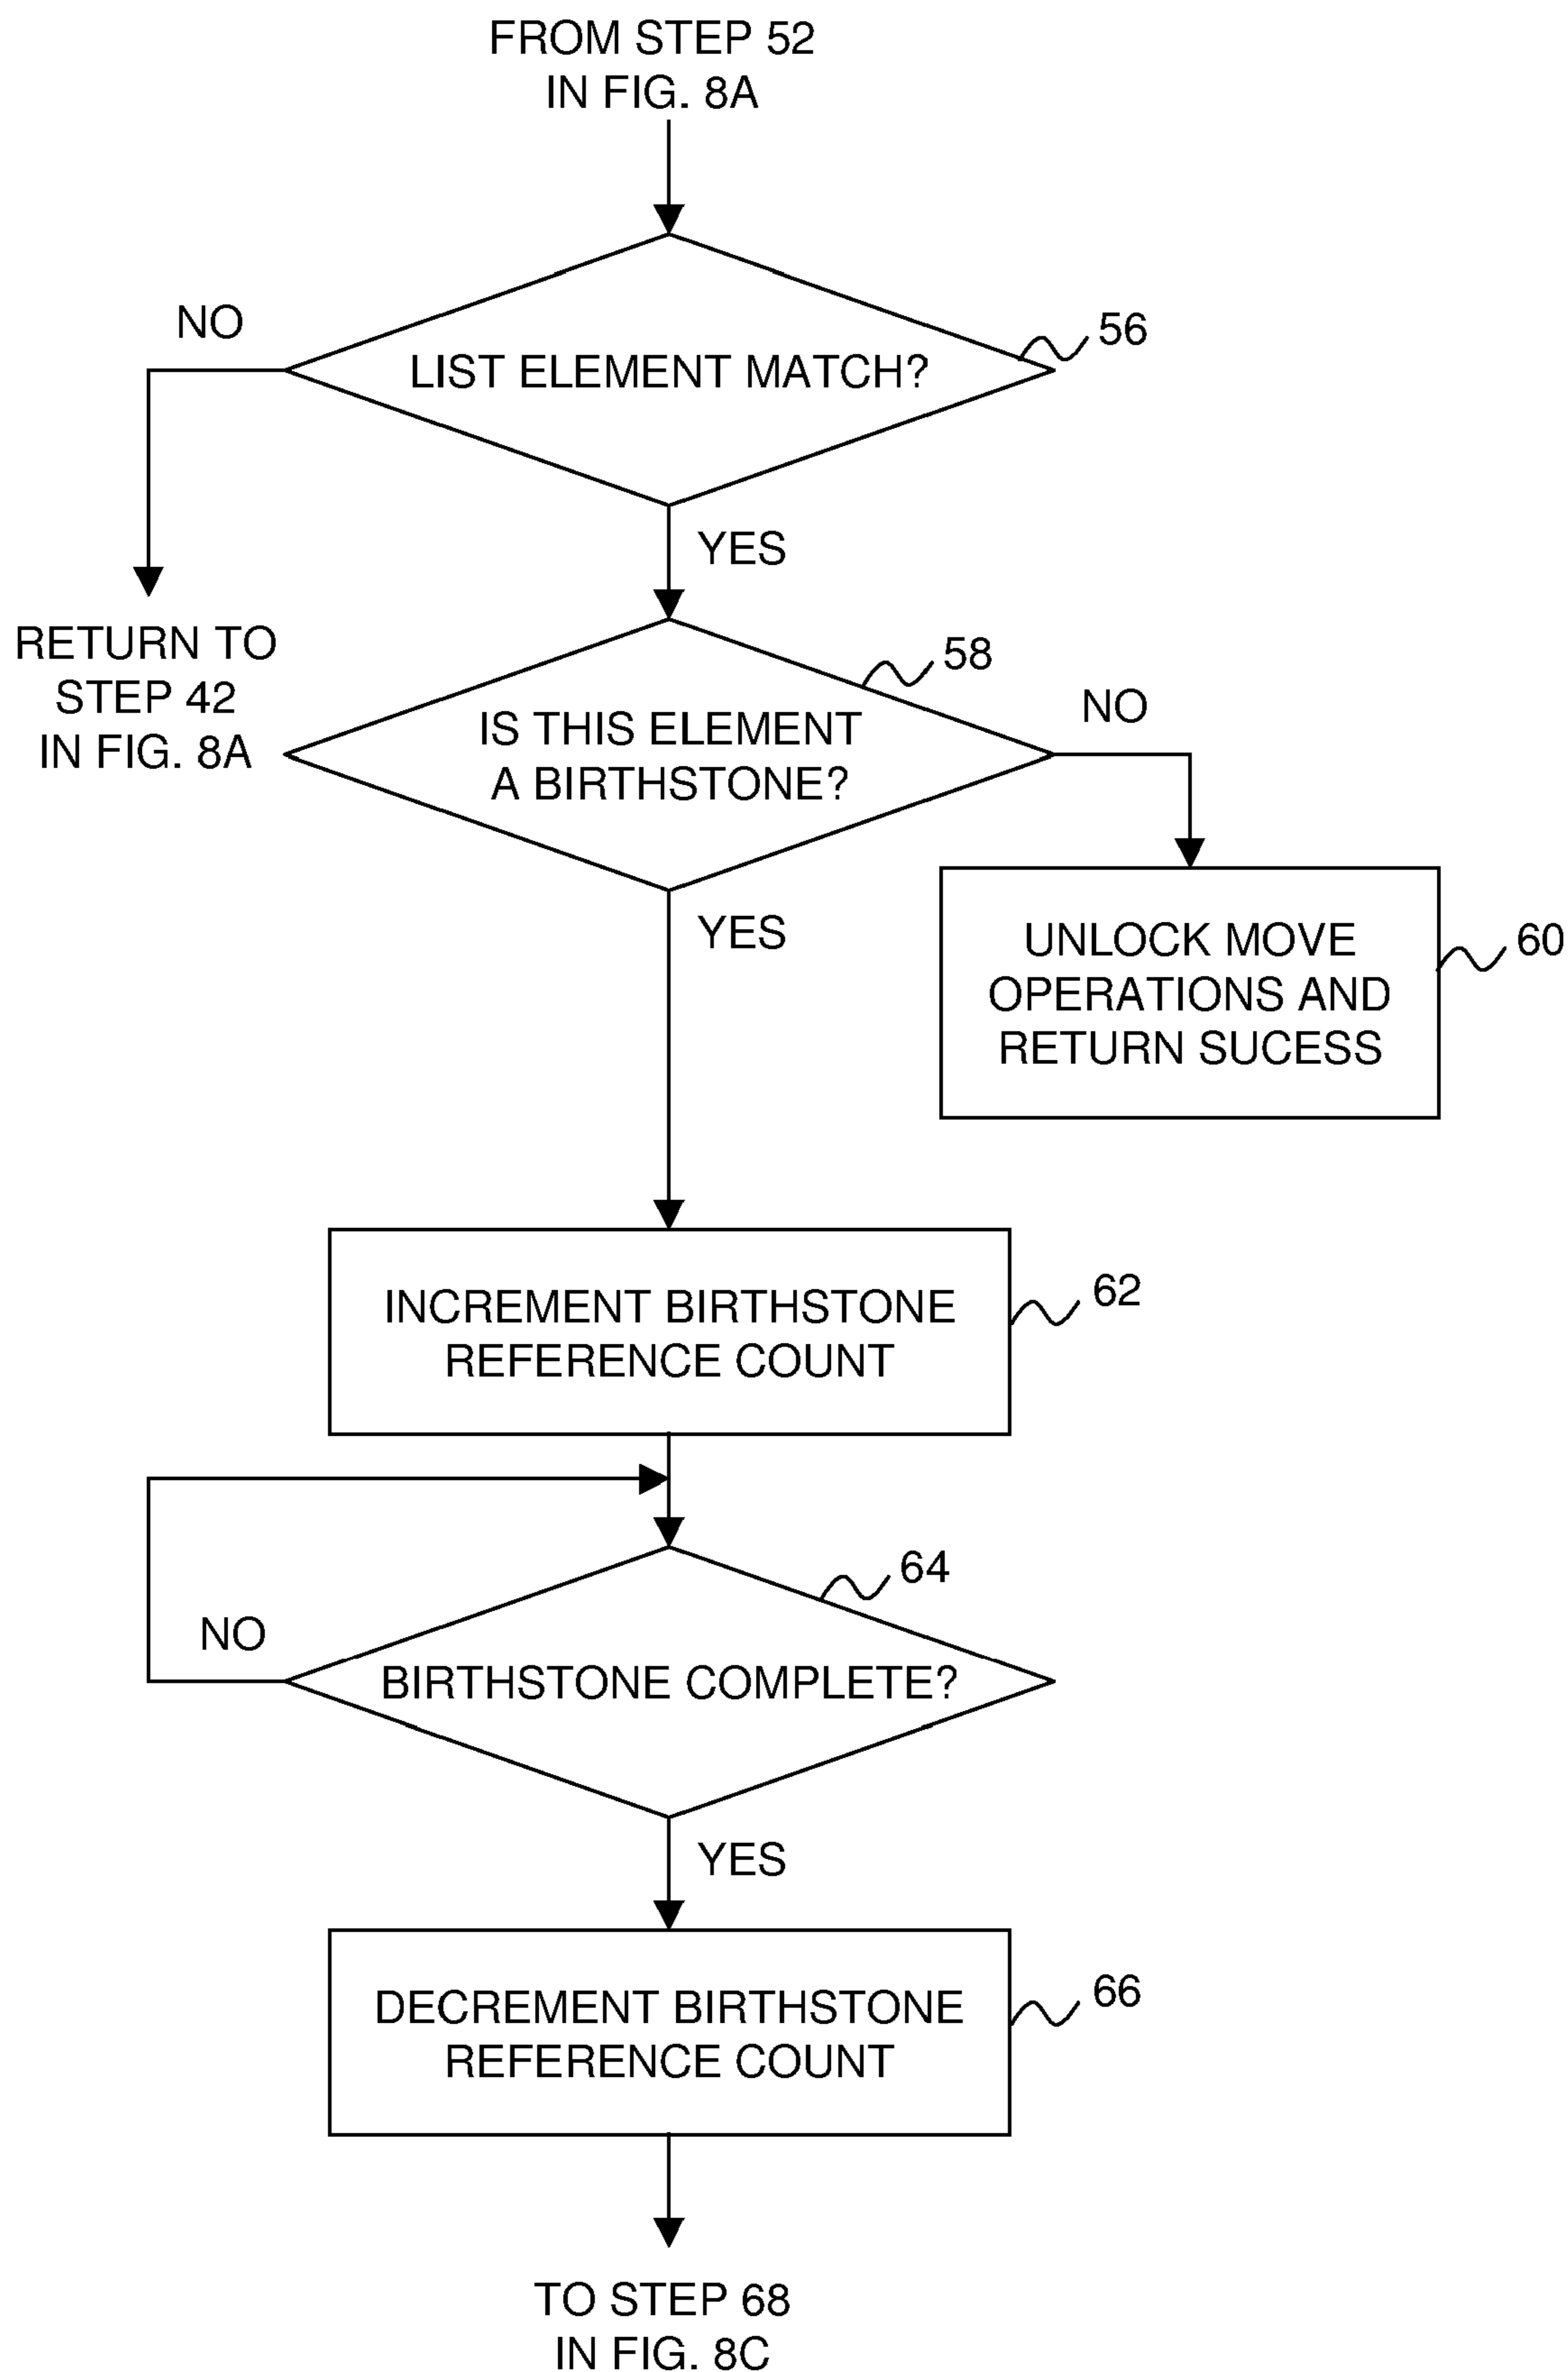 FROM STEP 52
IN FIG. 8A
NO
56
LIST ELEMENT MATCH?
YES
RETURN TO
STEP 42
IN FIG. 8A
58
NO
IS THIS ELEMENT
A BIRTHSTONE?
YES
UNLOCK MOVE
OPERATIONS AND
RETURN SUCESS
60
INCREMENT BIRTHSTONE
REFERENCE COUNT
62
64
NO
BIRTHSTONE COMPLETE?
YES
DECREMENT BIRTHSTONE
REFERENCE COUNT
66
TO STEP 68
IN FIG. 8C